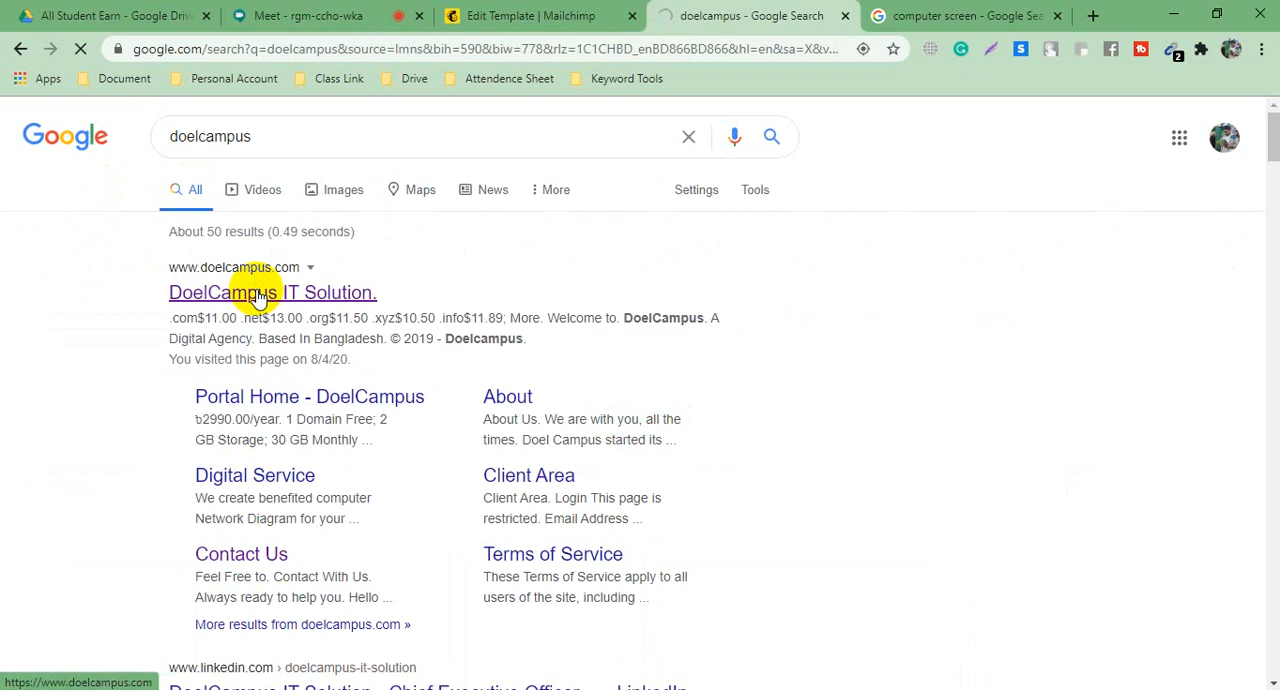 All Student Earn - Google Driv
Meet - rgm-ccho-wka
Edit Template | Mailchimp
doelcampus - Google Search
computer screen - Google Sea
google.com/search?q=doelcampus&source=lmns&bih=590&biw=778&rlz=1C1CHBD_enBD866BD866&hl=en&sa=X&v...
2
Apps Document Personal Account Class Link Drive Attendence Sheet Keyword Tools
Google doelcampus
All Videos Images Maps News More Settings Tools
About 50 results (0.49 seconds)
www.doelcampus.com
DoelCampus IT Solution.
.com$11.00 .net$13.00 .org$11.50 .xyz$10.50 .info$11.89; More. Welcome to. DoelCampus. A
Digital Agency. Based In Bangladesh. © 2019 - Doelcampus.
You visited this page on 8/4/20.
Portal Home - DoelCampus
৳2990.00/year. 1 Domain Free; 2
GB Storage; 30 GB Monthly ...
About
About Us. We are with you, all the
times. Doel Campus started its ...
Digital Service
We create benefited computer
Network Diagram for your ...
Client Area
Client Area. Login This page is
restricted. Email Address ...
Contact Us
Feel Free to. Contact With Us.
Always ready to help you. Hello ...
Terms of Service
These Terms of Service apply to all
users of the site, including ...
More results from doelcampus.com »
www.linkedin.com › doelcampus-it-solution
DoelCampus IT Solution - Chief Executive Officer - ... - LinkedIn
https://www.doelcampus.com